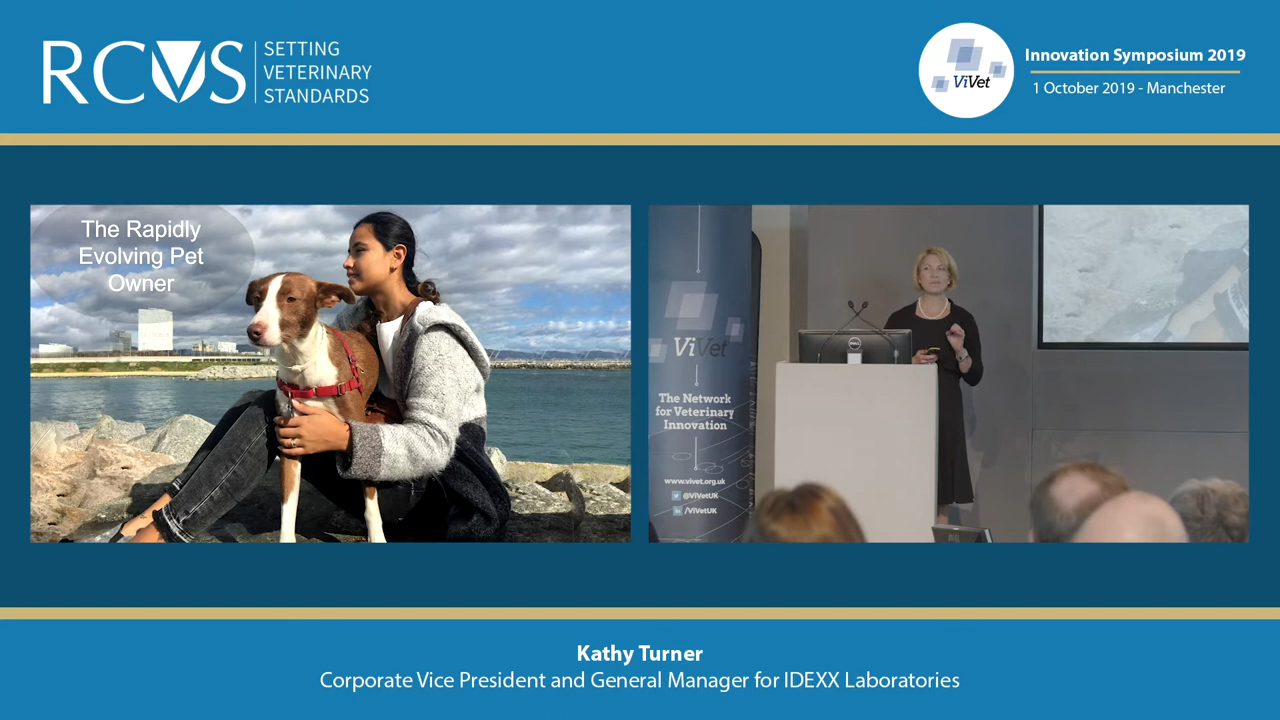 RCVS
SETTING
VETERINARY
STANDARDS
ViVet
Innovation Symposium 2019
1 October 2019 - Manchester
The Rapidly
Evolving Pet
Owner
ViVet
The Network
for Veterinary
Innovation
www.vivet.org.uk
@ViVetUK
/ViVetUK
DELL
Kathy Turner
Corporate Vice President and General Manager for IDEXX Laboratories